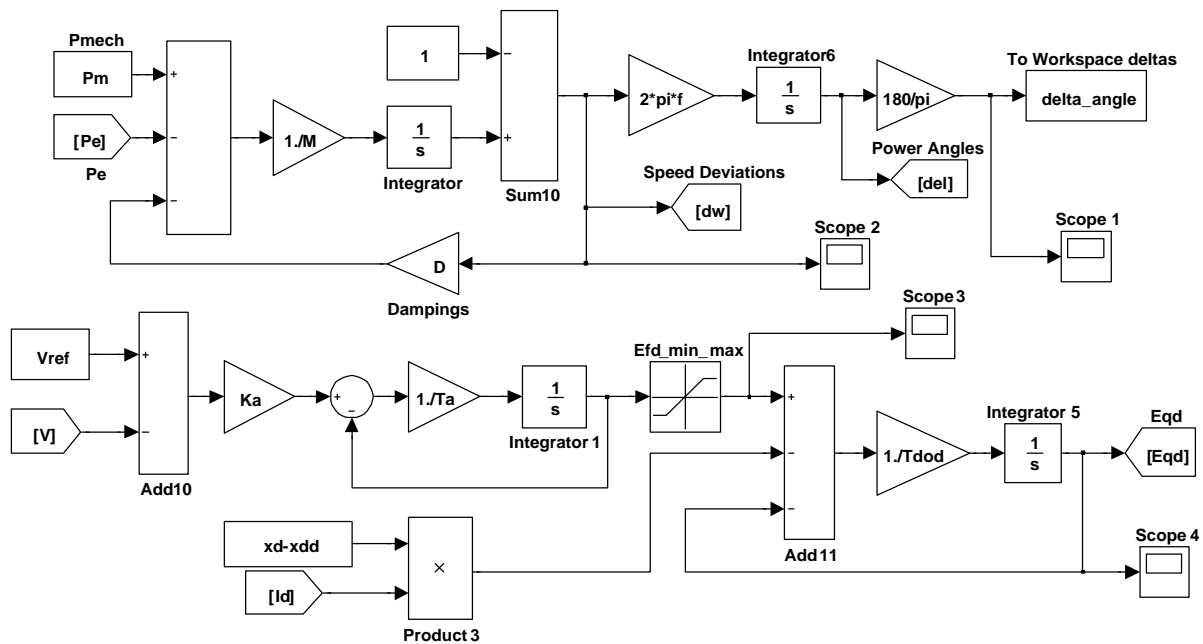 Pmech
Pm
+
[Pe]
−
Pe
−
1./M
1
s
Integrator
1
−
+
Sum10
2*pi*f
Integrator6
1
s
180/pi
To Workspace deltas
delta_angle
Power Angles
[del]
Speed Deviations
[dw]
Scope 2
Scope 1
D
Dampings
Vref
+
[V]
−
Add10
Ka
+
−
1./Ta
1
s
Integrator 1
Efd_min_max
Scope 3
+
−
−
Add 11
1./Tdod
Integrator 5
1
s
Eqd
[Eqd]
Scope 4
xd-xdd
[Id]
×
Product 3